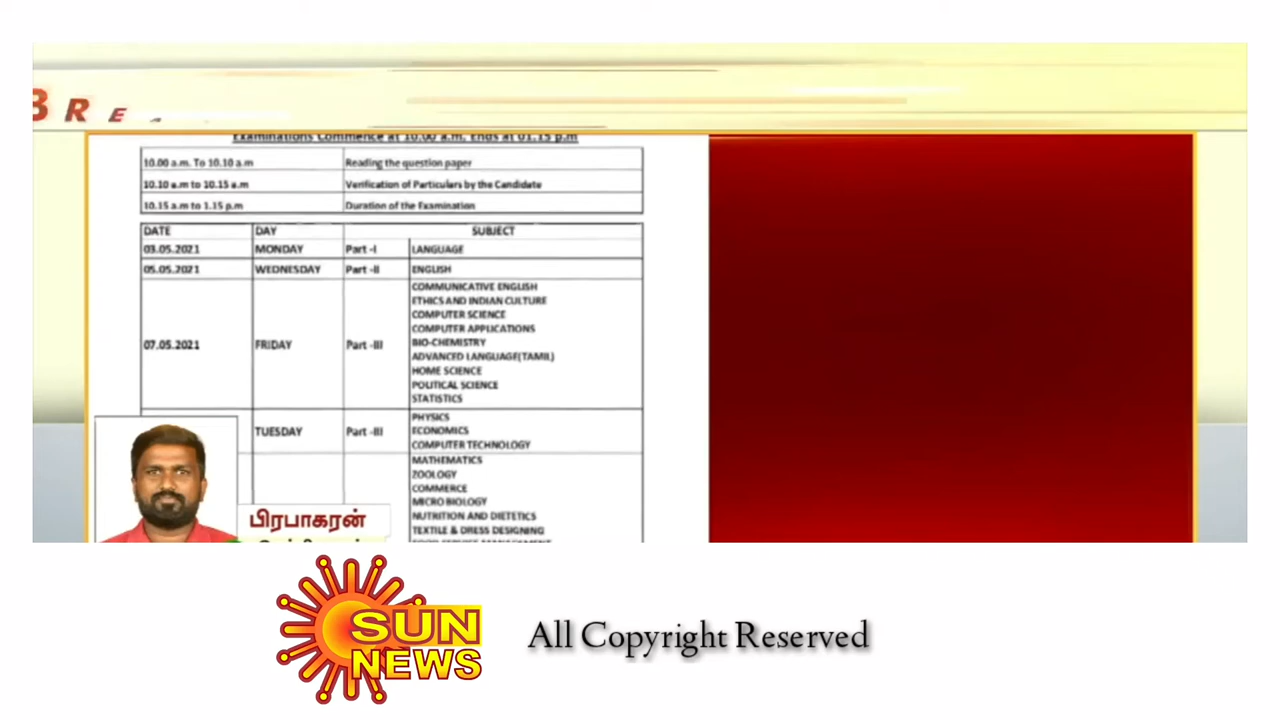 BRE
Examinations Commence at 10.00 a.m. Ends at 01.15 p.m
10.00 a.m. To 10.10 a.m Reading the question paper
10.10 a.m to 10.15 a.m Verification of Particulars by the Candidate
10.15 a.m to 1.15 p.m Duration of the Examination
DATE DAY SUBJECT
03.05.2021 MONDAY Part -I LANGUAGE
05.05.2021 WEDNESDAY Part -II ENGLISH
COMMUNICATIVE ENGLISH
ETHICS AND INDIAN CULTURE
COMPUTER SCIENCE
COMPUTER APPLICATIONS
07.05.2021 FRIDAY Part -III BIO-CHEMISTRY
ADVANCED LANGUAGE(TAMIL)
HOME SCIENCE
POLITICAL SCIENCE
STATISTICS
PHYSICS
TUESDAY Part -III ECONOMICS
COMPUTER TECHNOLOGY
MATHEMATICS
ZOOLOGY
COMMERCE
MICRO BIOLOGY
NUTRITION AND DIETETICS
TEXTILE & DRESS DESIGNING
பிரபாகரன்
SUN
NEWS
All Copyright Reserved